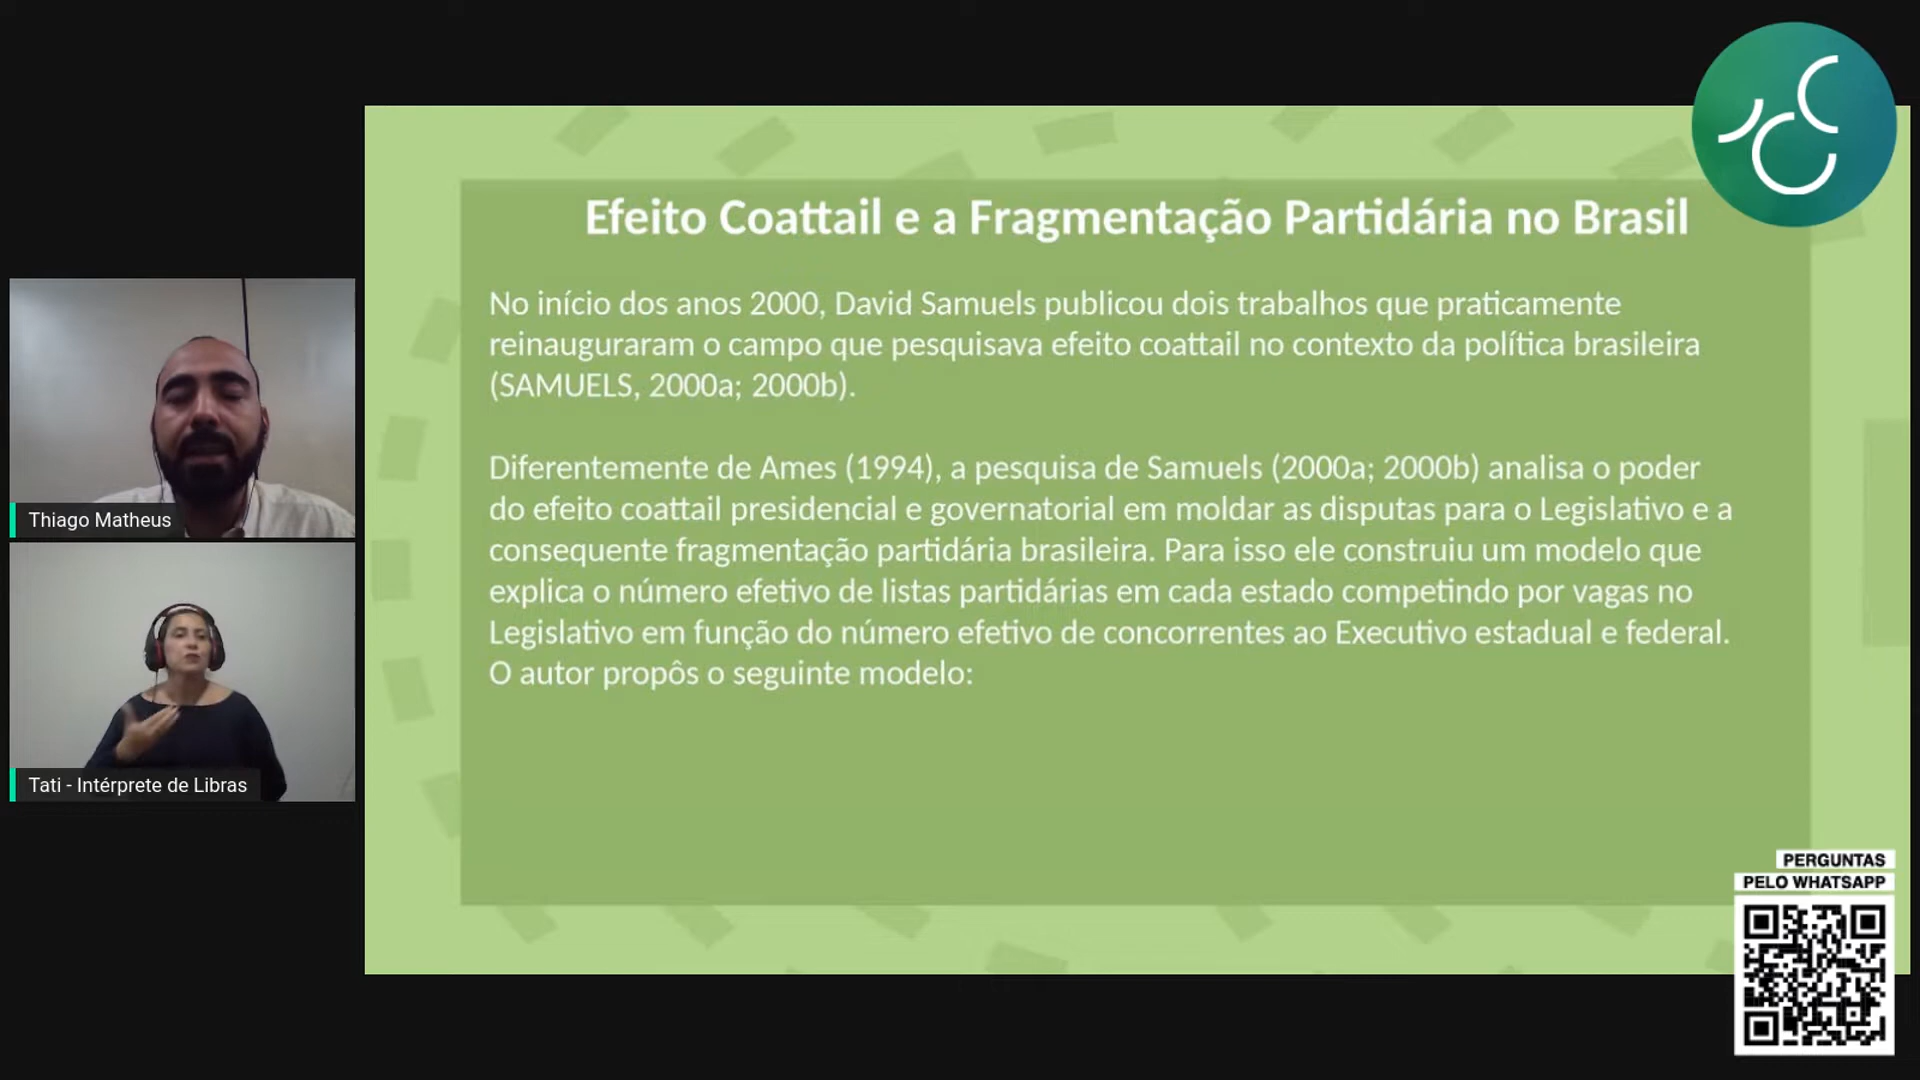 Efeito Coattail e a Fragmentação Partidária no Brasil
No início dos anos 2000, David Samuels publicou dois trabalhos que praticamente
reinauguraram o campo que pesquisava efeito coattail no contexto da política brasileira
(SAMUELS, 2000a; 2000b).
Diferentemente de Ames (1994), a pesquisa de Samuels (2000a; 2000b) analisa o poder
do efeito coattail presidencial e governatorial em moldar as disputas para o Legislativo e a
consequente fragmentação partidária brasileira. Para isso ele construiu um modelo que
explica o número efetivo de listas partidárias em cada estado competindo por vagas no
Legislativo em função do número efetivo de concorrentes ao Executivo estadual e federal.
O autor propôs o seguinte modelo:
Thiago Matheus
Tati - Intérprete de Libras
PERGUNTAS
PELO WHATSAPP